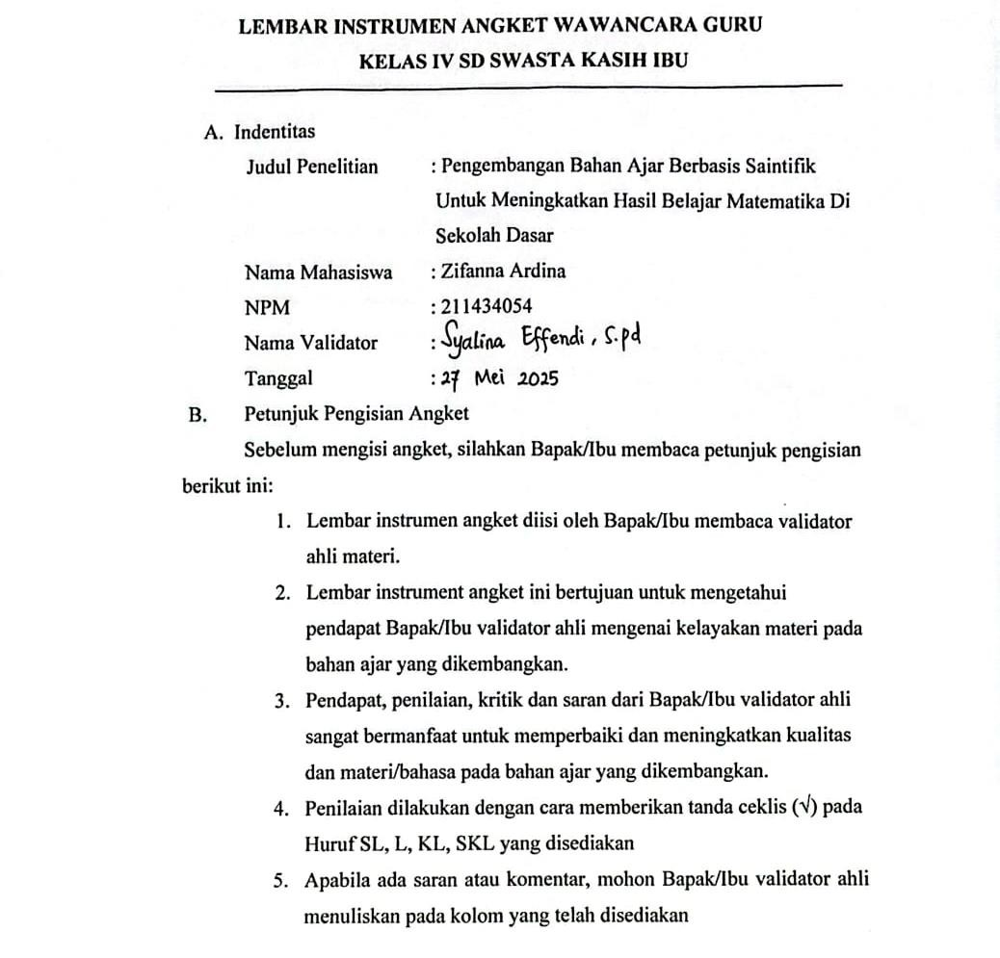 LEMBAR INSTRUMEN ANGKET WAWANCARA GURU
KELAS IV SD SWASTA KASIH IBU
A. Indentitas
Judul Penelitian : Pengembangan Bahan Ajar Berbasis Saintifik
Untuk Meningkatkan Hasil Belajar Matematika Di
Sekolah Dasar
Nama Mahasiswa : Zifanna Ardina
NPM : 211434054
Nama Validator : Syalina Effendi, S.pd
Tanggal : 27 Mei 2025
B. Petunjuk Pengisian Angket
Sebelum mengisi angket, silahkan Bapak/Ibu membaca petunjuk pengisian
berikut ini:
1. Lembar instrumen angket diisi oleh Bapak/Ibu membaca validator
ahli materi.
2. Lembar instrument angket ini bertujuan untuk mengetahui
pendapat Bapak/Ibu validator ahli mengenai kelayakan materi pada
bahan ajar yang dikembangkan.
3. Pendapat, penilaian, kritik dan saran dari Bapak/Ibu validator ahli
sangat bermanfaat untuk memperbaiki dan meningkatkan kualitas
dan materi/bahasa pada bahan ajar yang dikembangkan.
4. Penilaian dilakukan dengan cara memberikan tanda ceklis (√) pada
Huruf SL, L, KL, SKL yang disediakan
5. Apabila ada saran atau komentar, mohon Bapak/Ibu validator ahli
menuliskan pada kolom yang telah disediakan